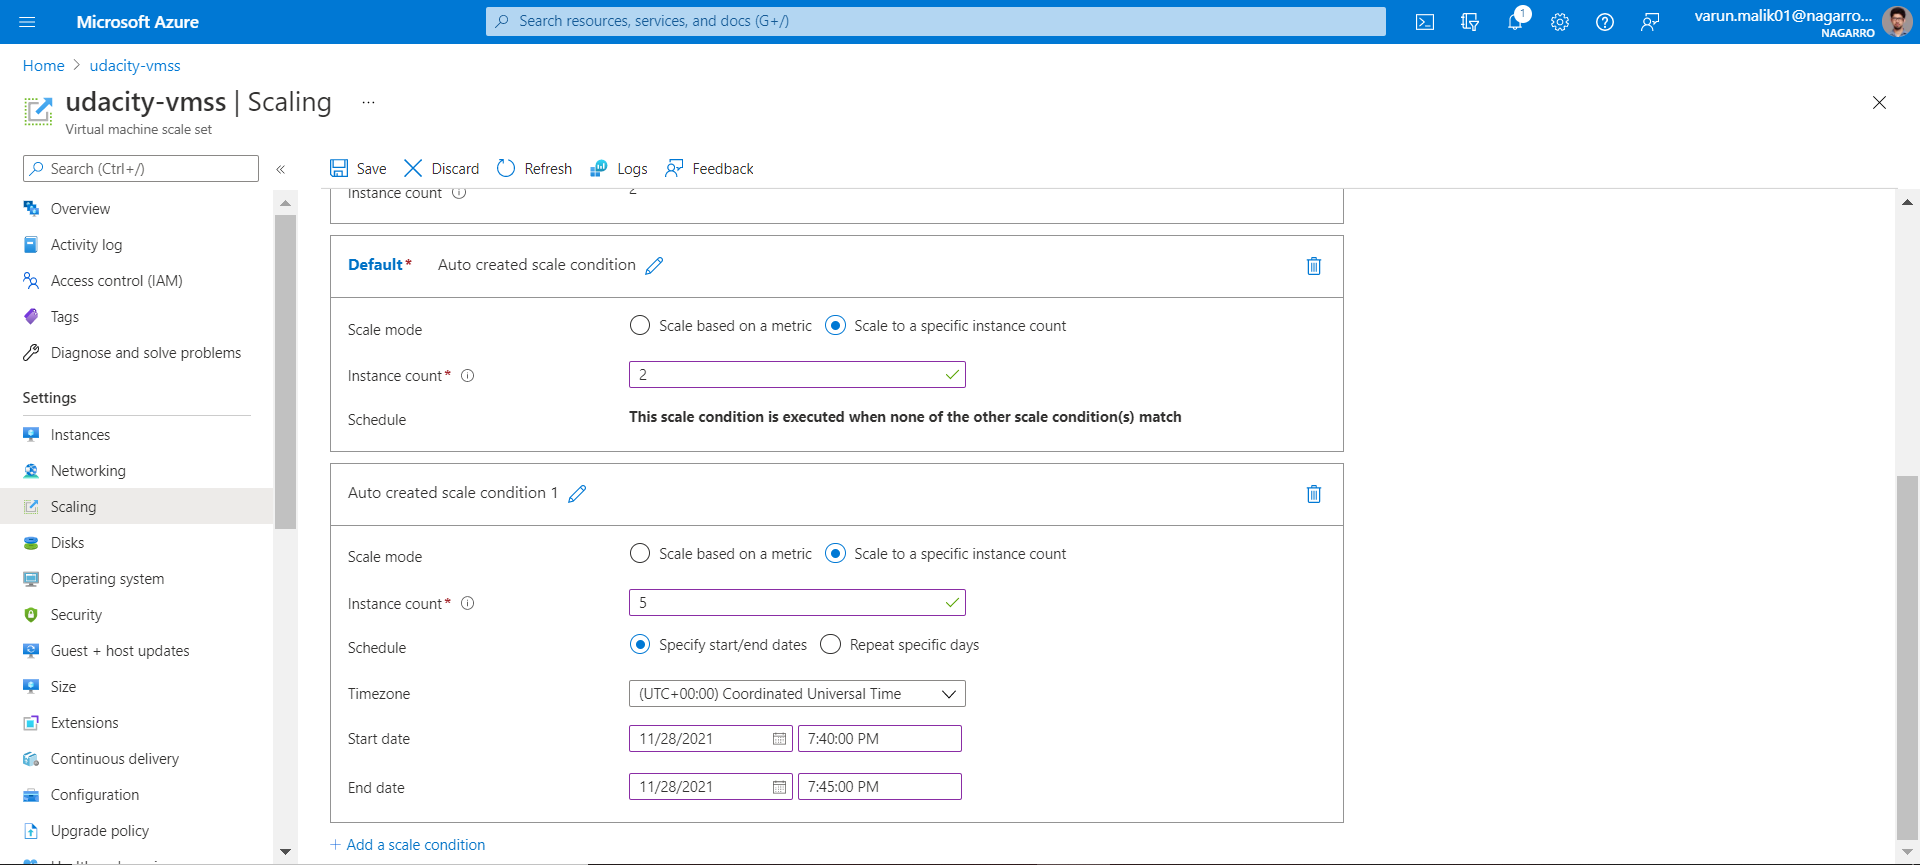 Microsoft Azure
Search resources, services, and docs (G+/)
1
varun.malik01@nagarro...
NAGARRO
Home > udacity-vmss
udacity-vmss | Scaling ...
Virtual machine scale set
Search (Ctrl+/)
«
Save
Discard
Refresh
Logs
Feedback
Overview
Activity log
Access control (IAM)
Tags
Diagnose and solve problems
Settings
Instances
Networking
Scaling
Disks
Operating system
Security
Guest + host updates
Size
Extensions
Continuous delivery
Configuration
Upgrade policy
Instance count 2
Default* Auto created scale condition
Scale mode Scale based on a metric Scale to a specific instance count
Instance count* 2
Schedule This scale condition is executed when none of the other scale condition(s) match
Auto created scale condition 1
Scale mode Scale based on a metric Scale to a specific instance count
Instance count* 5
Schedule Specify start/end dates Repeat specific days
Timezone (UTC+00:00) Coordinated Universal Time
Start date 11/28/2021 7:40:00 PM
End date 11/28/2021 7:45:00 PM
+ Add a scale condition